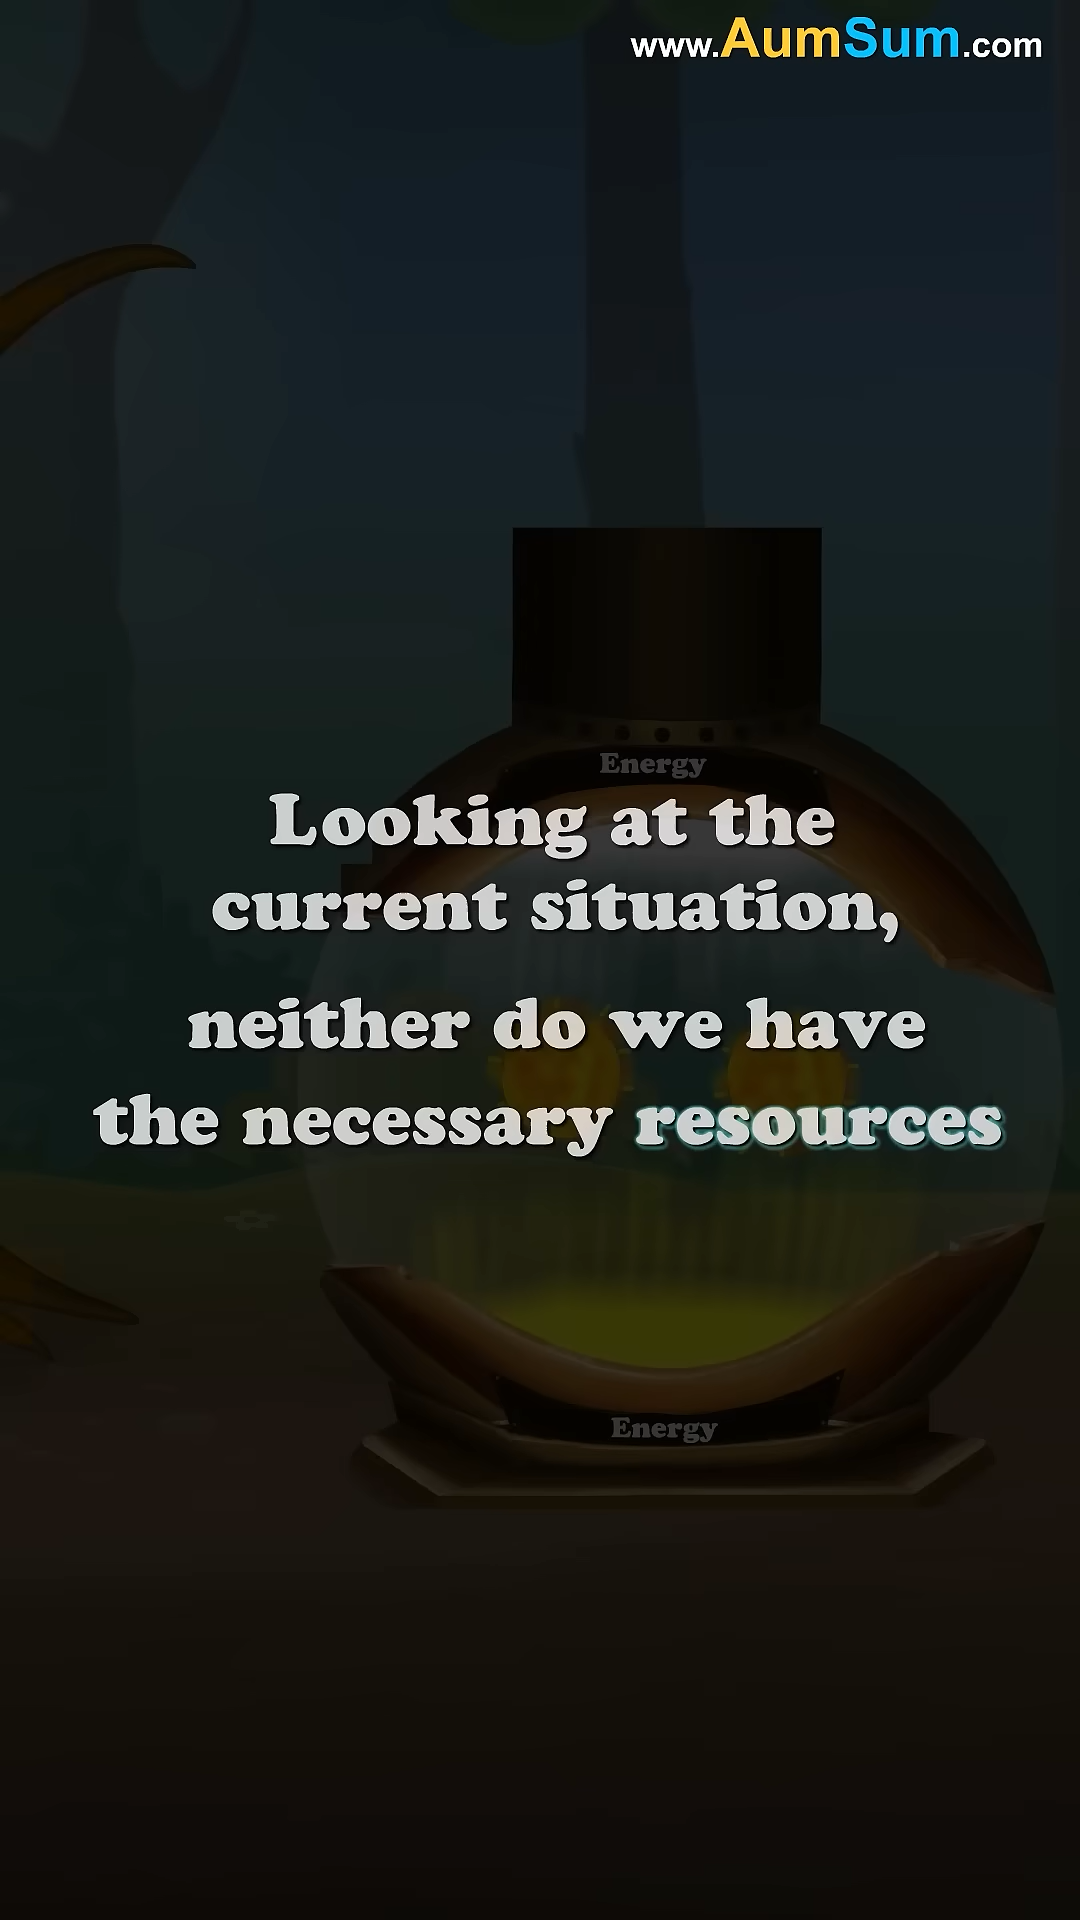 www.AumSum.com
Energy
Looking at the
current situation,
neither do we have
the necessary resources
Energy